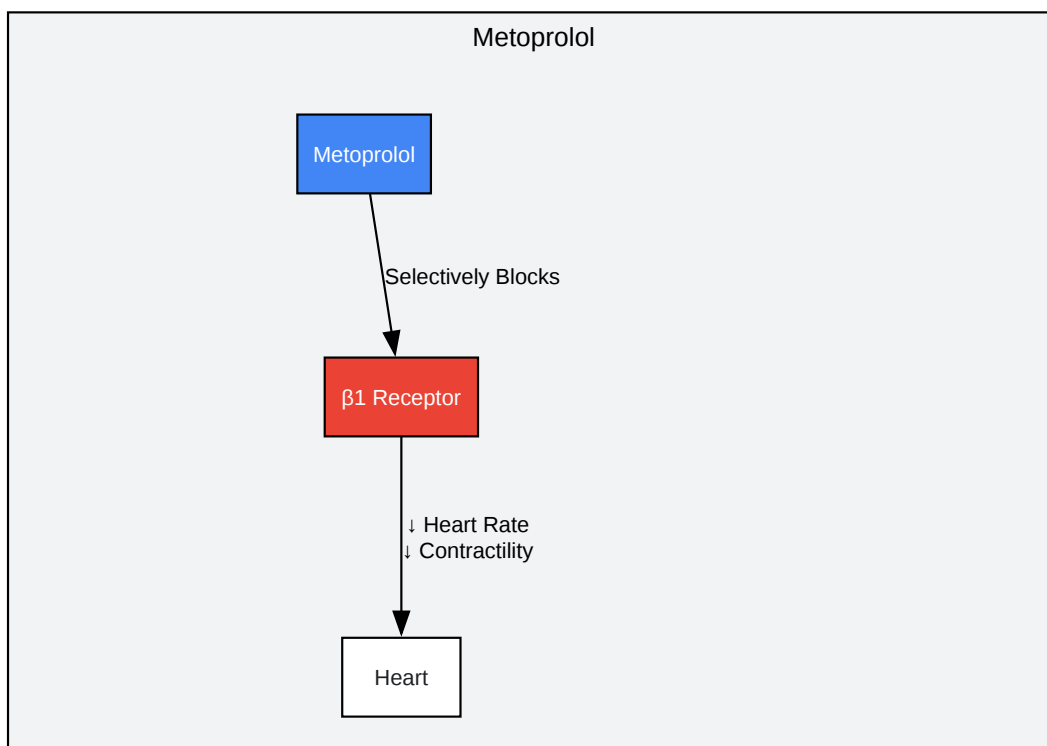 Metoprolol
Metoprolol
Selectively Blocks
β1 Receptor
↓ Heart Rate
↓ Contractility
Heart